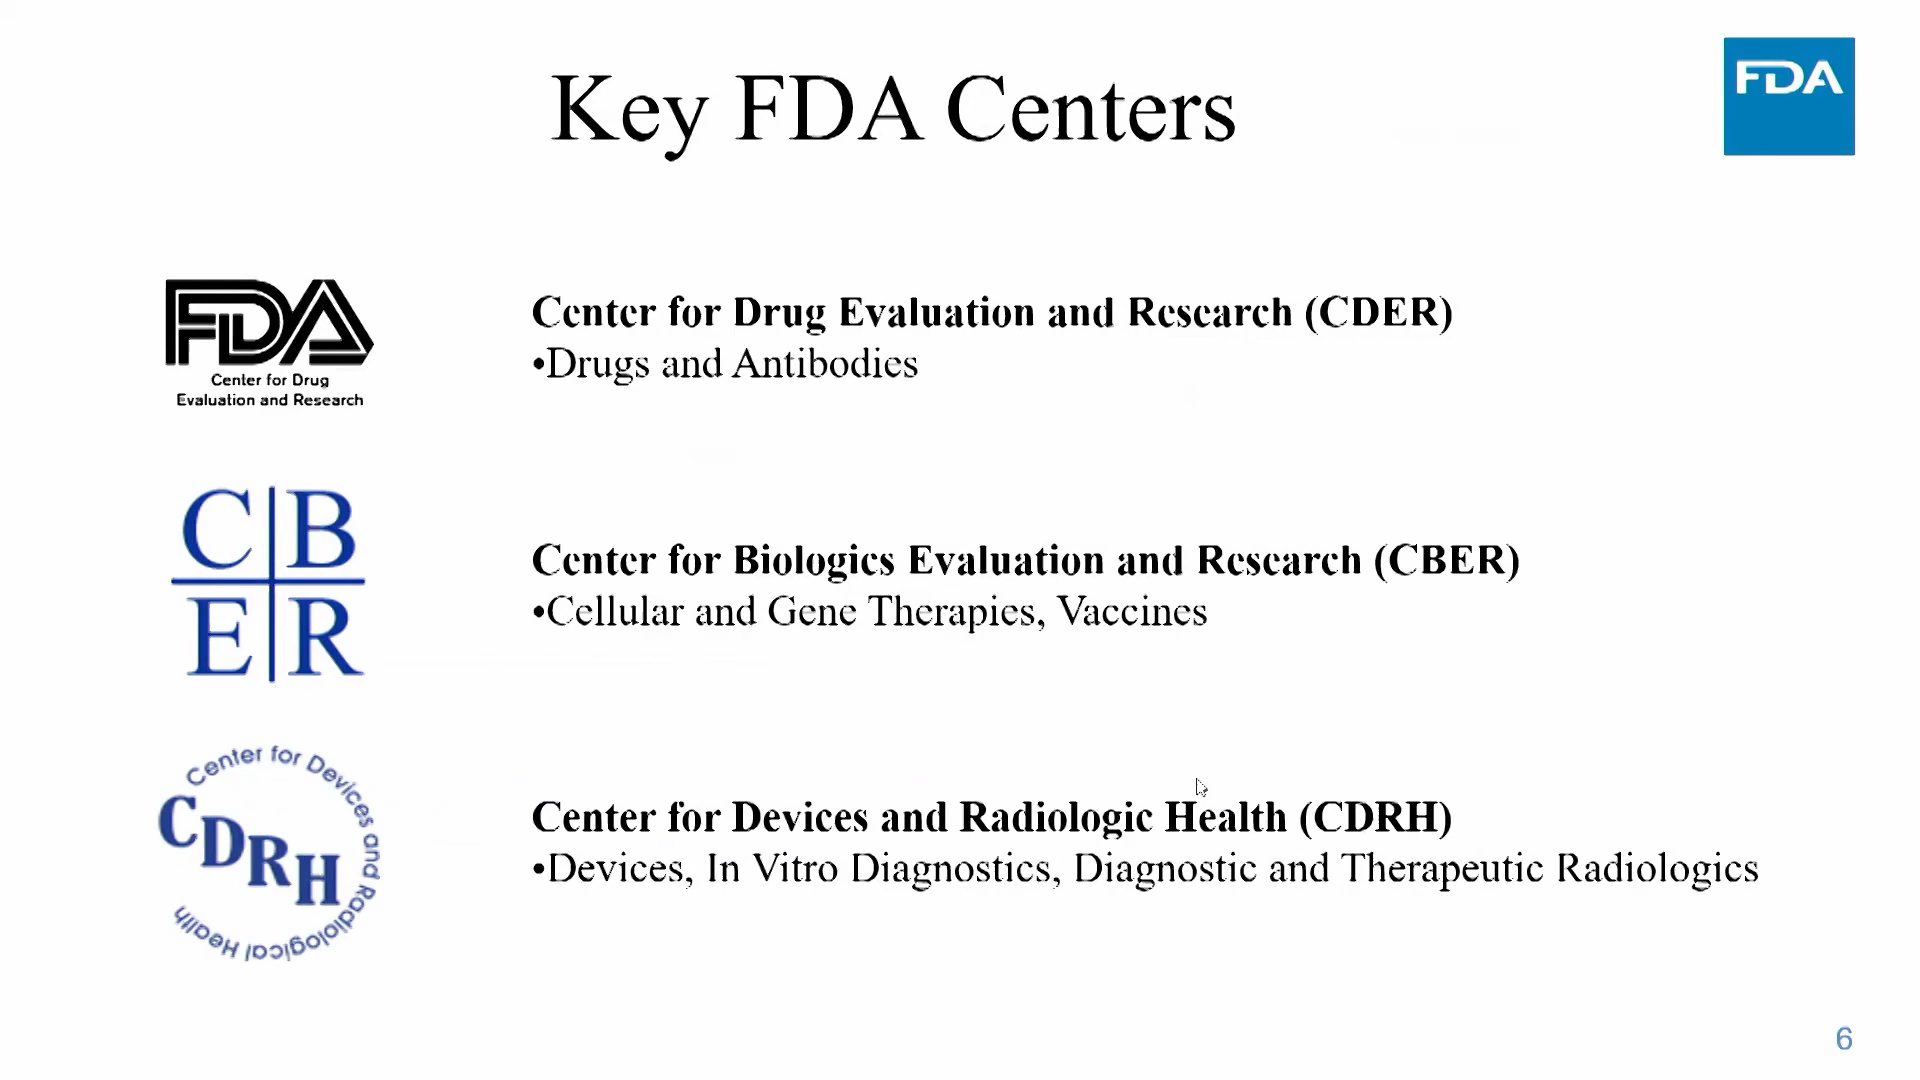 Key FDA Centers
FDA
FDA
Center for Drug
Evaluation and Research
Center for Drug Evaluation and Research (CDER)
•Drugs and Antibodies
C B
E R
Center for Biologics Evaluation and Research (CBER)
•Cellular and Gene Therapies, Vaccines
Center for Devices and Radiological Health
CDRH
Center for Devices and Radiologic Health (CDRH)
•Devices, In Vitro Diagnostics, Diagnostic and Therapeutic Radiologics
6